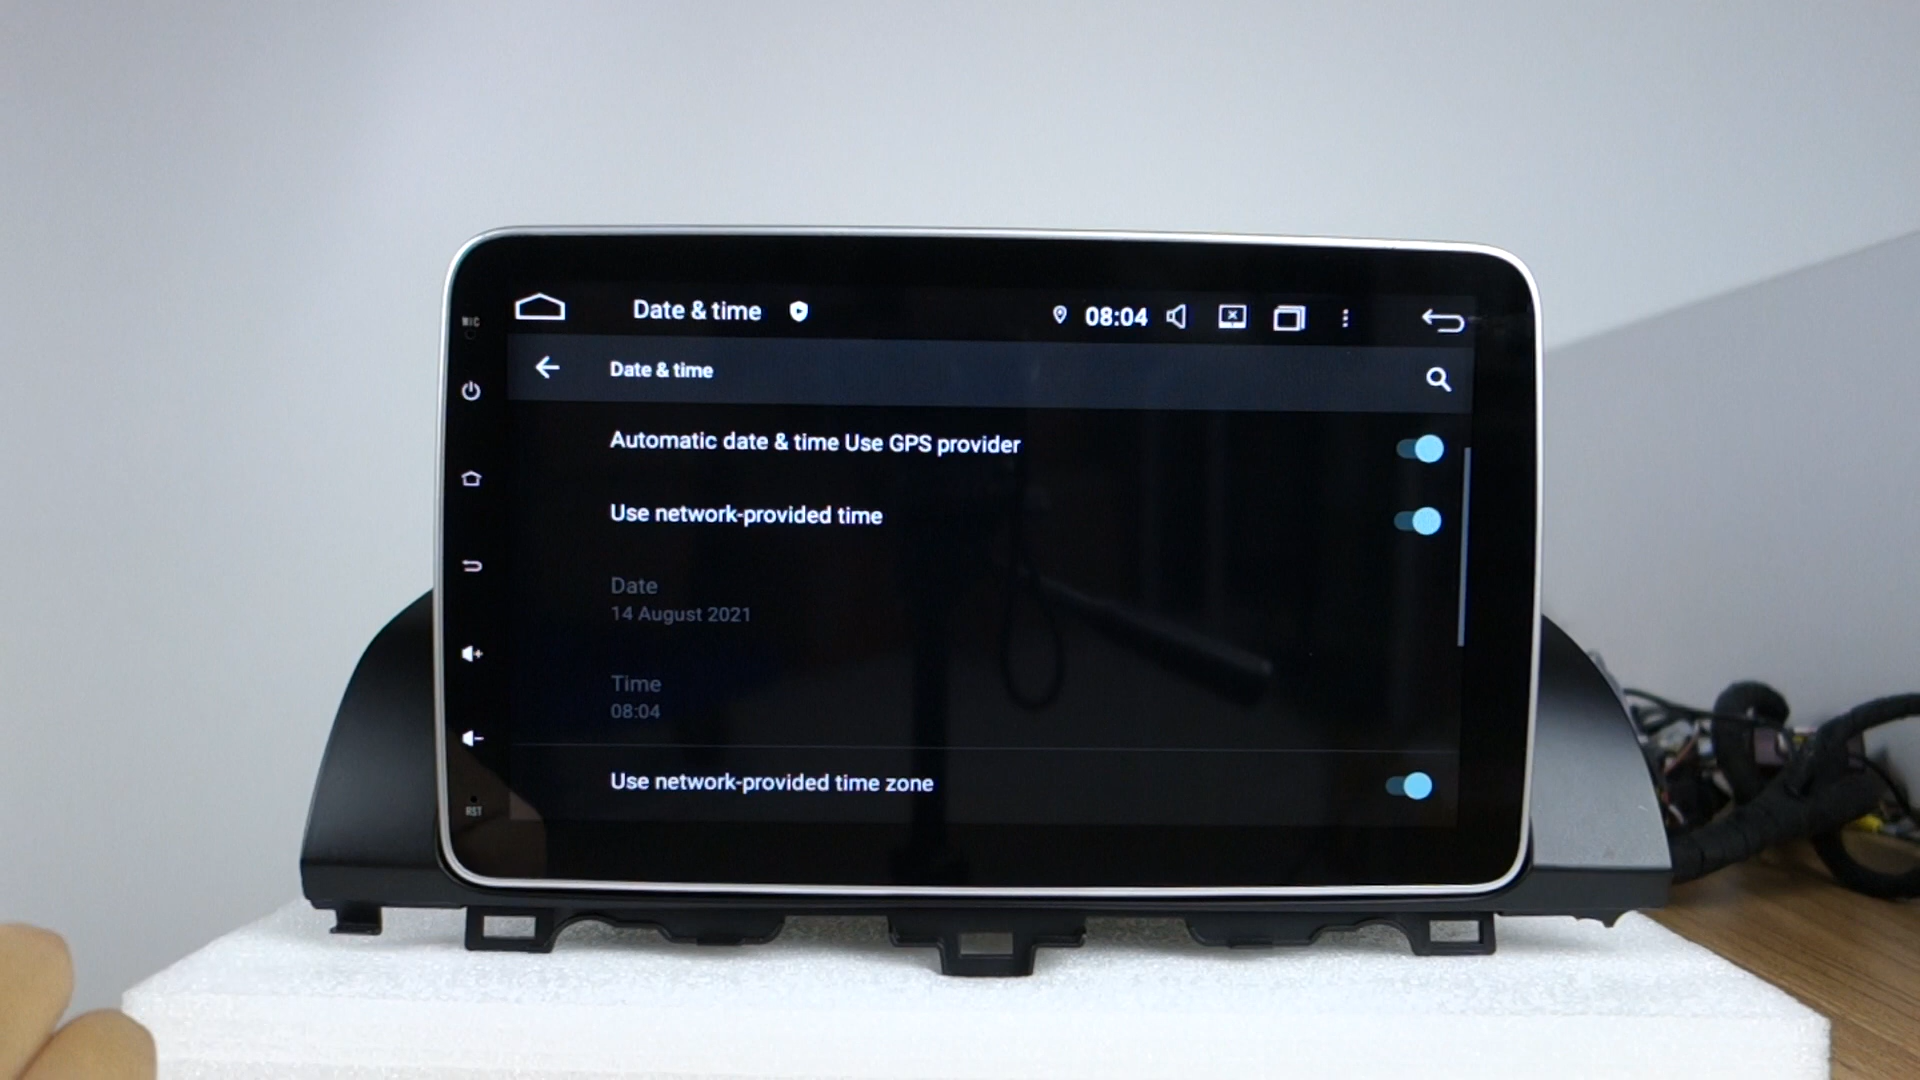 MIC
Date & time
08:04
Date & time
Automatic date & time Use GPS provider
Use network-provided time
Date
14 August 2021
Time
08:04
Use network-provided time zone
RST